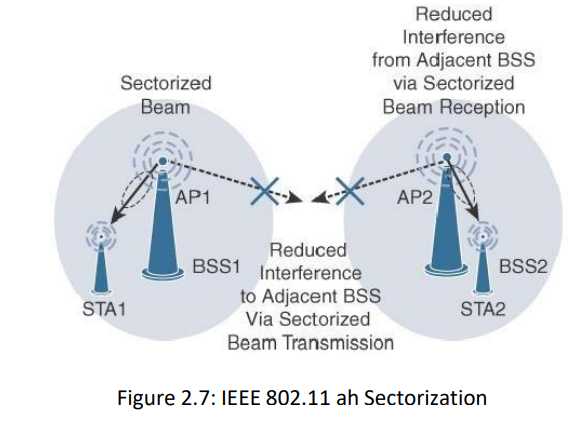 Reduced
Interference
from Adjacent BSS
via Sectorized
Beam Reception
Sectorized
Beam
AP1
AP2
BSS1
BSS2
STA1
STA2
Reduced
Interference
to Adjacent BSS
Via Sectorized
Beam Transmission
Figure 2.7: IEEE 802.11 ah Sectorization